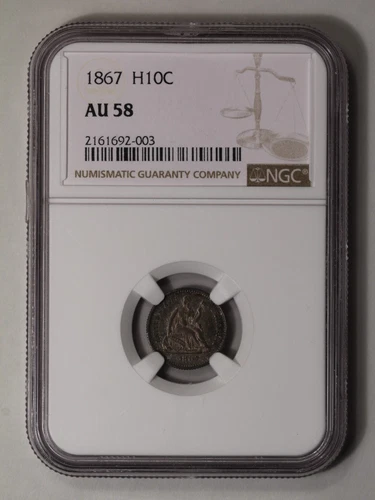 1867 H10C
AU 58
2161692-003
NUMISMATIC GUARANTY COMPANY
NGC®